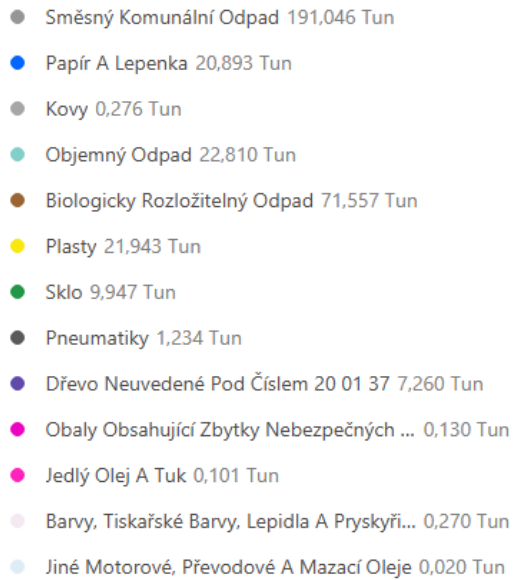 Směsný Komunální Odpad 191,046 Tun
Papír A Lepenka 20,893 Tun
Kovy 0,276 Tun
Objemný Odpad 22,810 Tun
Biologicky Rozložitelný Odpad 71,557 Tun
Plasty 21,943 Tun
Sklo 9,947 Tun
Pneumatiky 1,234 Tun
Dřevo Neuvedené Pod Číslem 20 01 37 7,260 Tun
Obaly Obsahující Zbytky Nebezpečných ... 0,130 Tun
Jedlý Olej A Tuk 0,101 Tun
Barvy, Tiskařské Barvy, Lepidla A Pryskyři... 0,270 Tun
Jiné Motorové, Převodové A Mazací Oleje 0,020 Tun